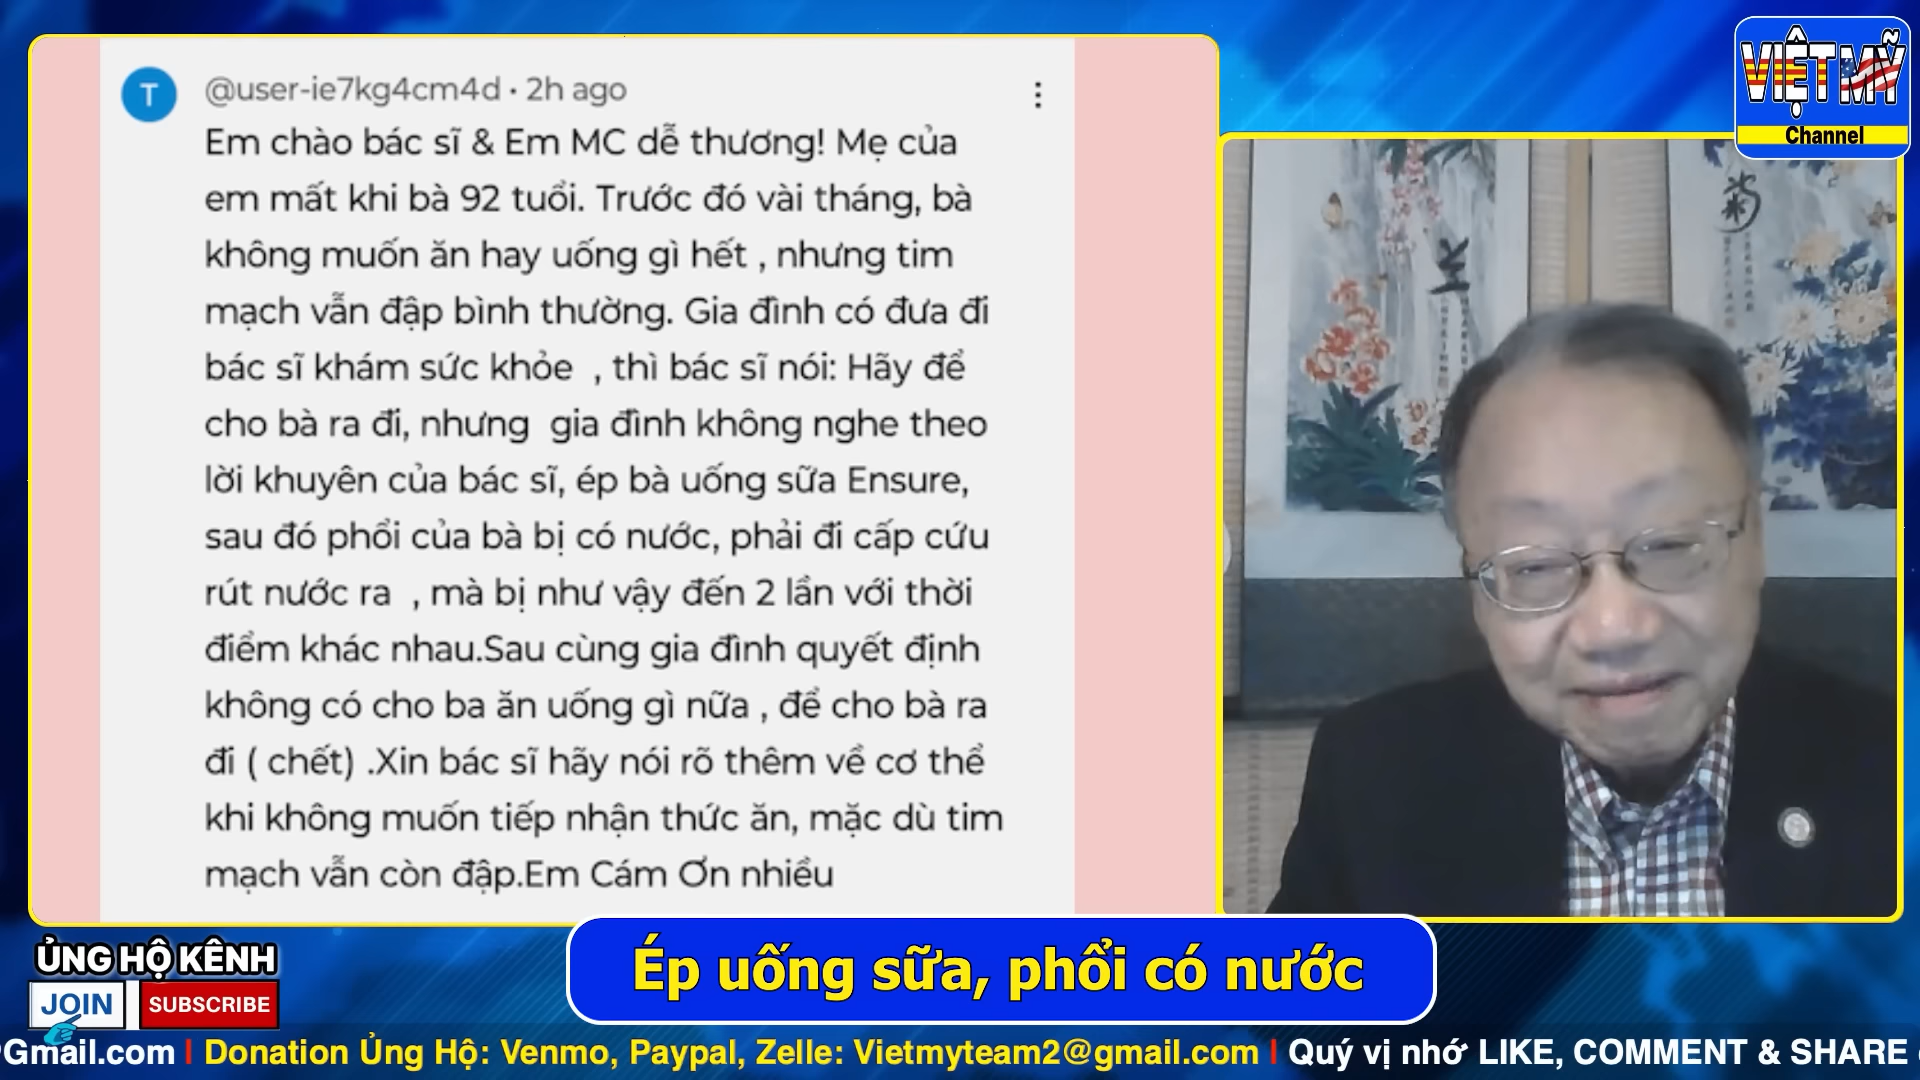 VIỆT MỸ
Channel
T
@user-ie7kg4cm4d • 2h ago
Em chào bác sĩ & Em MC dễ thương! Mẹ của
em mất khi bà 92 tuổi. Trước đó vài tháng, bà
không muốn ăn hay uống gì hết , nhưng tim
mạch vẫn đập bình thường. Gia đình có đưa đi
bác sĩ khám sức khỏe , thì bác sĩ nói: Hãy để
cho bà ra đi, nhưng gia đình không nghe theo
lời khuyên của bác sĩ, ép bà uống sữa Ensure,
sau đó phổi của bà bị có nước, phải đi cấp cứu
rút nước ra , mà bị như vậy đến 2 lần với thời
điểm khác nhau.Sau cùng gia đình quyết định
không có cho ba ăn uống gì nữa , để cho bà ra
đi ( chết) .Xin bác sĩ hãy nói rõ thêm về cơ thể
khi không muốn tiếp nhận thức ăn, mặc dù tim
mạch vẫn còn đập.Em Cám Ơn nhiều
菊
Ép uống sữa, phổi có nước
ỦNG HỘ KÊNH
JOIN
SUBSCRIBE
Gmail.com | Donation Ủng Hộ: Venmo, Paypal, Zelle: Vietmyteam2@gmail.com | Quý vị nhớ LIKE, COMMENT & SHARE